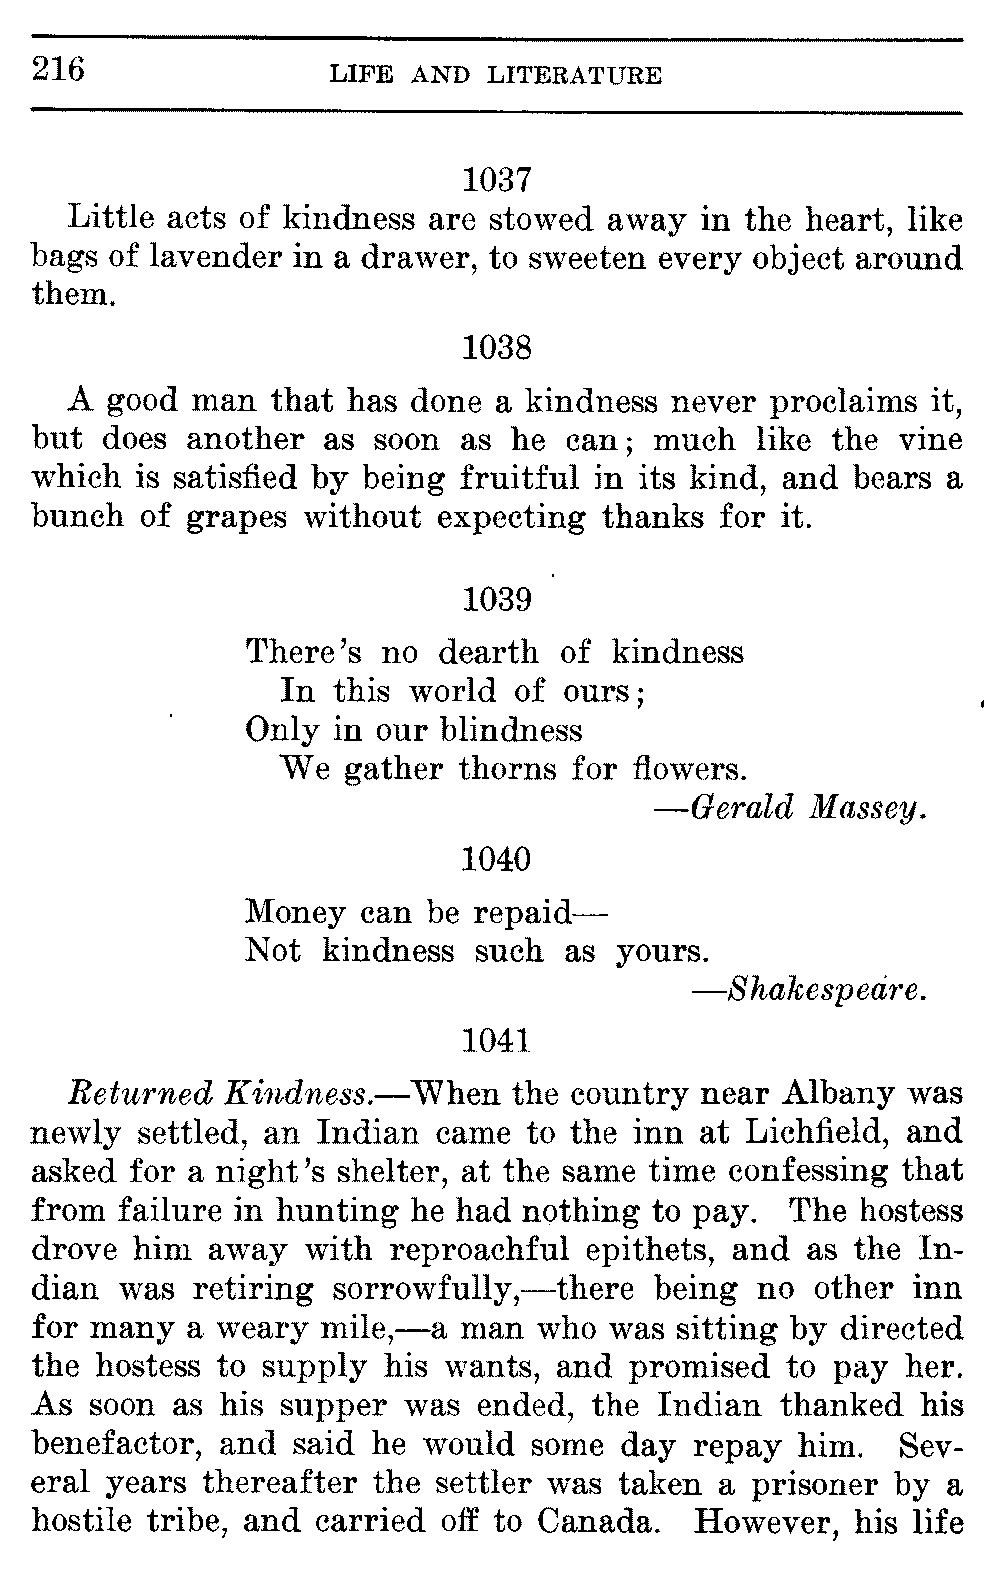 216 LIFE AND LITERATURE
1037
Little acts of kindness are stowed away in the heart, like
bags of lavender in a drawer, to sweeten every object around
them.
1038
A good man that has done a kindness never proclaims it,
but does another as soon as he can; much like the vine
which is satisfied by being fruitful in its kind, and bears a
bunch of grapes without expecting thanks for it.
1039
There's no dearth of kindness
In this world of ours;
Only in our blindness
We gather thorns for flowers.
—Gerald Massey.
1040
Money can be repaid—
Not kindness such as yours.
—Shakespeare.
1041
Returned Kindness.—When the country near Albany was
newly settled, an Indian came to the inn at Lichfield, and
asked for a night's shelter, at the same time confessing that
from failure in hunting he had nothing to pay. The hostess
drove him away with reproachful epithets, and as the In-
dian was retiring sorrowfully,—there being no other inn
for many a weary mile,—a man who was sitting by directed
the hostess to supply his wants, and promised to pay her.
As soon as his supper was ended, the Indian thanked his
benefactor, and said he would some day repay him. Sev-
eral years thereafter the settler was taken a prisoner by a
hostile tribe, and carried off to Canada. However, his life